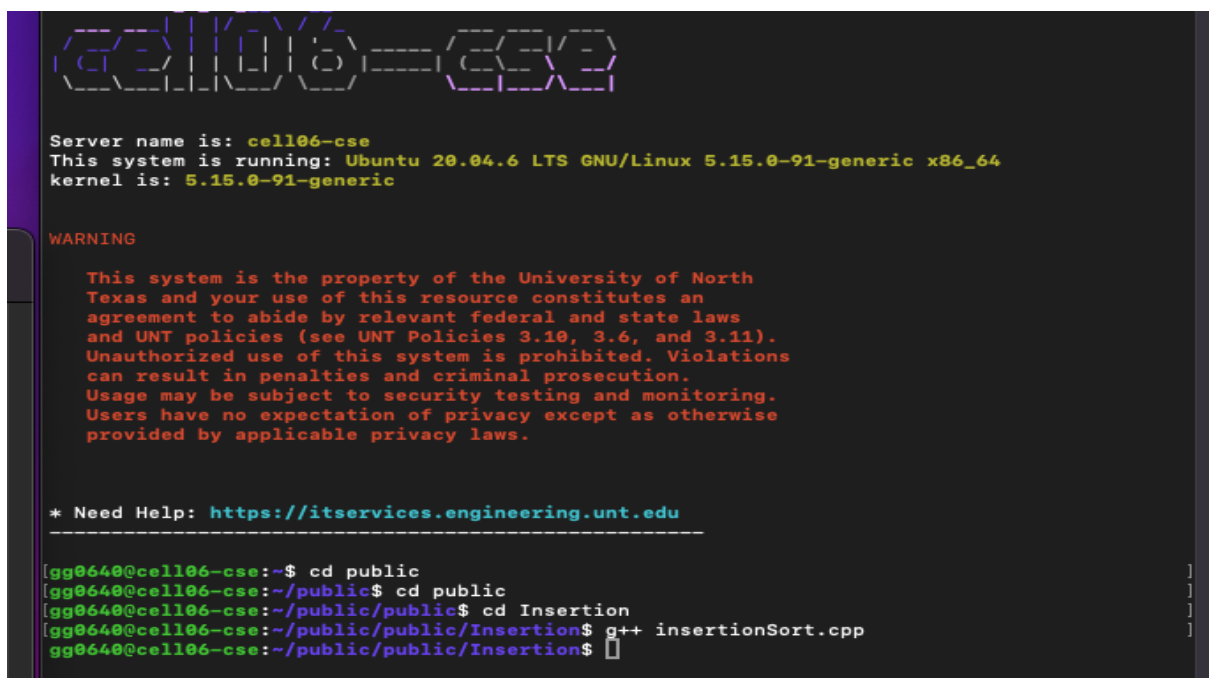 cell06-cse
Server name is: cell06-cse
This system is running: Ubuntu 20.04.6 LTS GNU/Linux 5.15.0-91-generic x86_64
kernel is: 5.15.0-91-generic
WARNING
This system is the property of the University of North
Texas and your use of this resource constitutes an
agreement to abide by relevant federal and state laws
and UNT policies (see UNT Policies 3.10, 3.6, and 3.11).
Unauthorized use of this system is prohibited. Violations
can result in penalties and criminal prosecution.
Usage may be subject to security testing and monitoring.
Users have no expectation of privacy except as otherwise
provided by applicable privacy laws.
* Need Help: https://itservices.engineering.unt.edu
-----------------------------------------------------
[gg0640@cell06-cse:~$ cd public ]
[gg0640@cell06-cse:~/public$ cd public ]
[gg0640@cell06-cse:~/public/public$ cd Insertion ]
[gg0640@cell06-cse:~/public/public/Insertion$ g++ insertionSort.cpp ]
gg0640@cell06-cse:~/public/public/Insertion$